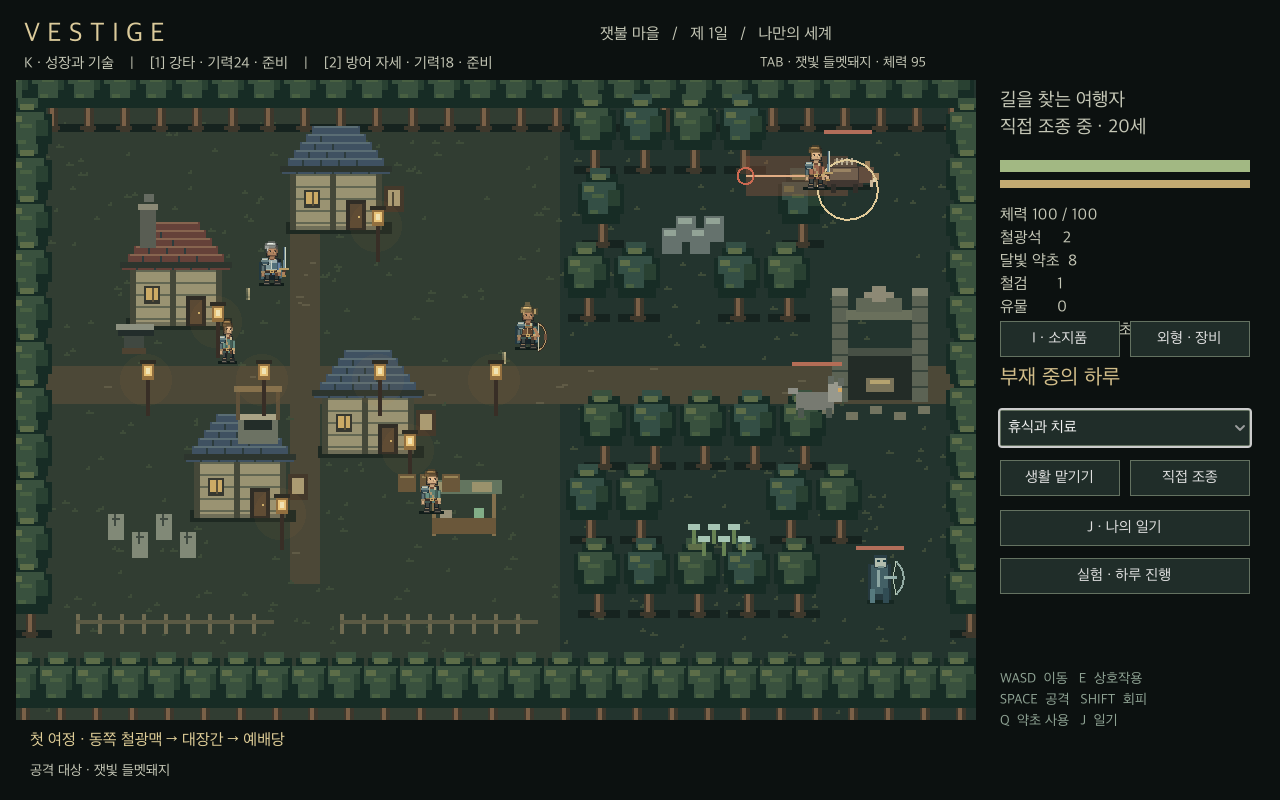 VESTIGE
잿불 마을 / 제 1일 / 나만의 세계
K · 성장과 기술 | [1] 강타 · 기력24 · 준비 | [2] 방어 자세 · 기력18 · 준비
TAB · 잿빛 들멧돼지 · 체력 95
길을 찾는 여행자
직접 조종 중 · 20세
체력 100 / 100
철광석 2
달빛 약초 8
철검 1
유물 0
I · 소지품
외형 · 장비
부재 중의 하루
휴식과 치료
생활 맡기기
직접 조종
J · 나의 일기
실험 · 하루 진행
WASD 이동 E 상호작용
SPACE 공격 SHIFT 회피
Q 약초 사용 J 일기
첫 여정 · 동쪽 철광맥 → 대장간 → 예배당
공격 대상 · 잿빛 들멧돼지